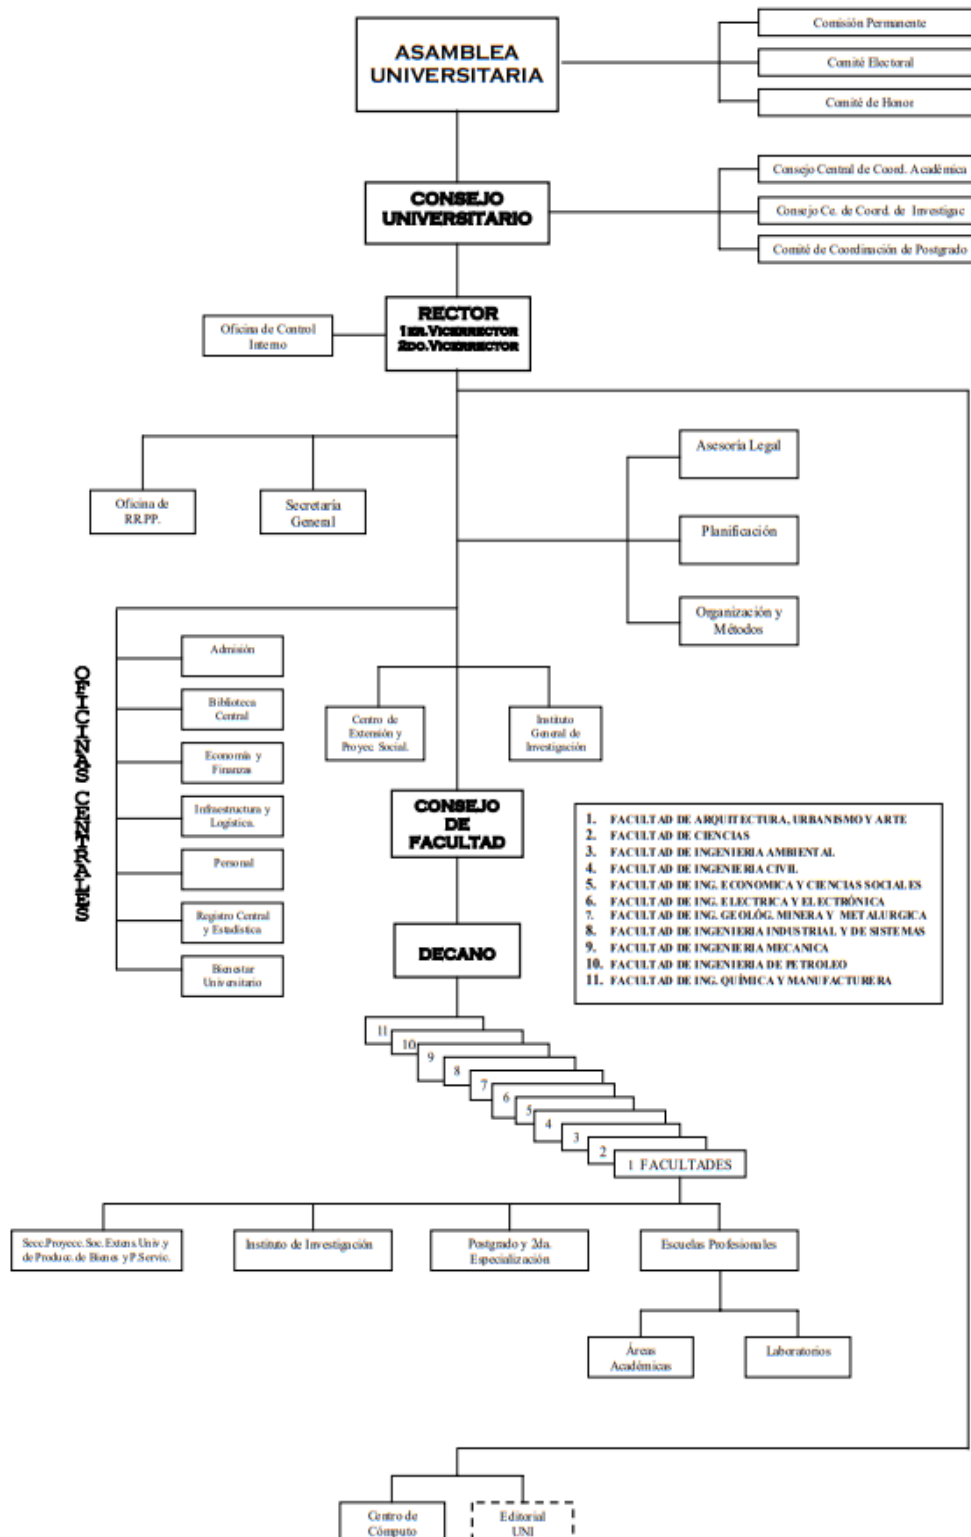 ASAMBLEA
UNIVERSITARIA
Comisión Permanente
Comité Electoral
Comité de Honor
CONSEJO
UNIVERSITARIO
Consejo Central de Coord. Académica
Consejo Ce. de Coord. de Investigac
Comité de Coordinación de Postgrado
RECTOR
1ER.VICERRECTOR
2DO.VICERRECTOR
Oficina de Control
Interno
Oficina de
RR.PP.
Secretaría
General
Asesoría Legal
Planificación
Organización y
Métodos
OFICINAS CENTRALES
Admisión
Biblioteca
Central
Economía y
Finanzas
Infraestructura y
Logística.
Personal
Registro Central
y Estadística
Bienestar
Universitario
Centro de
Extensión y
Proyec. Social.
Instituto
General de
Investigación
CONSEJO
DE
FACULTAD
DECANO
1. FACULTAD DE ARQUITECTURA, URBANISMO Y ARTE
2. FACULTAD DE CIENCIAS
3. FACULTAD DE INGENIERIA AMBIENTAL
4. FACULTAD DE INGENIERIA CIVIL
5. FACULTAD DE ING. ECONOMICA Y CIENCIAS SOCIALES
6. FACULTAD DE ING. ELECTRICA Y ELECTRÓNICA
7. FACULTAD DE ING. GEOLÓG. MINERA Y METALURGICA
8. FACULTAD DE INGENIERIA INDUSTRIAL Y DE SISTEMAS
9. FACULTAD DE INGENIERIA MECANICA
10. FACULTAD DE INGENIERIA DE PETROLEO
11. FACULTAD DE ING. QUÍMICA Y MANUFACTURERA
11
10
9
8
7
6
5
4
3
2
1 FACULTADES
Secc.Proyecc.Soc.Extens.Univ.y
de Producc. de Bienes y P.Servic.
Instituto de Investigación
Postgrado y 2da.
Especialización
Escuelas Profesionales
Áreas
Académicas
Laboratorios
Centro de
Cómputo
Editorial
UNI